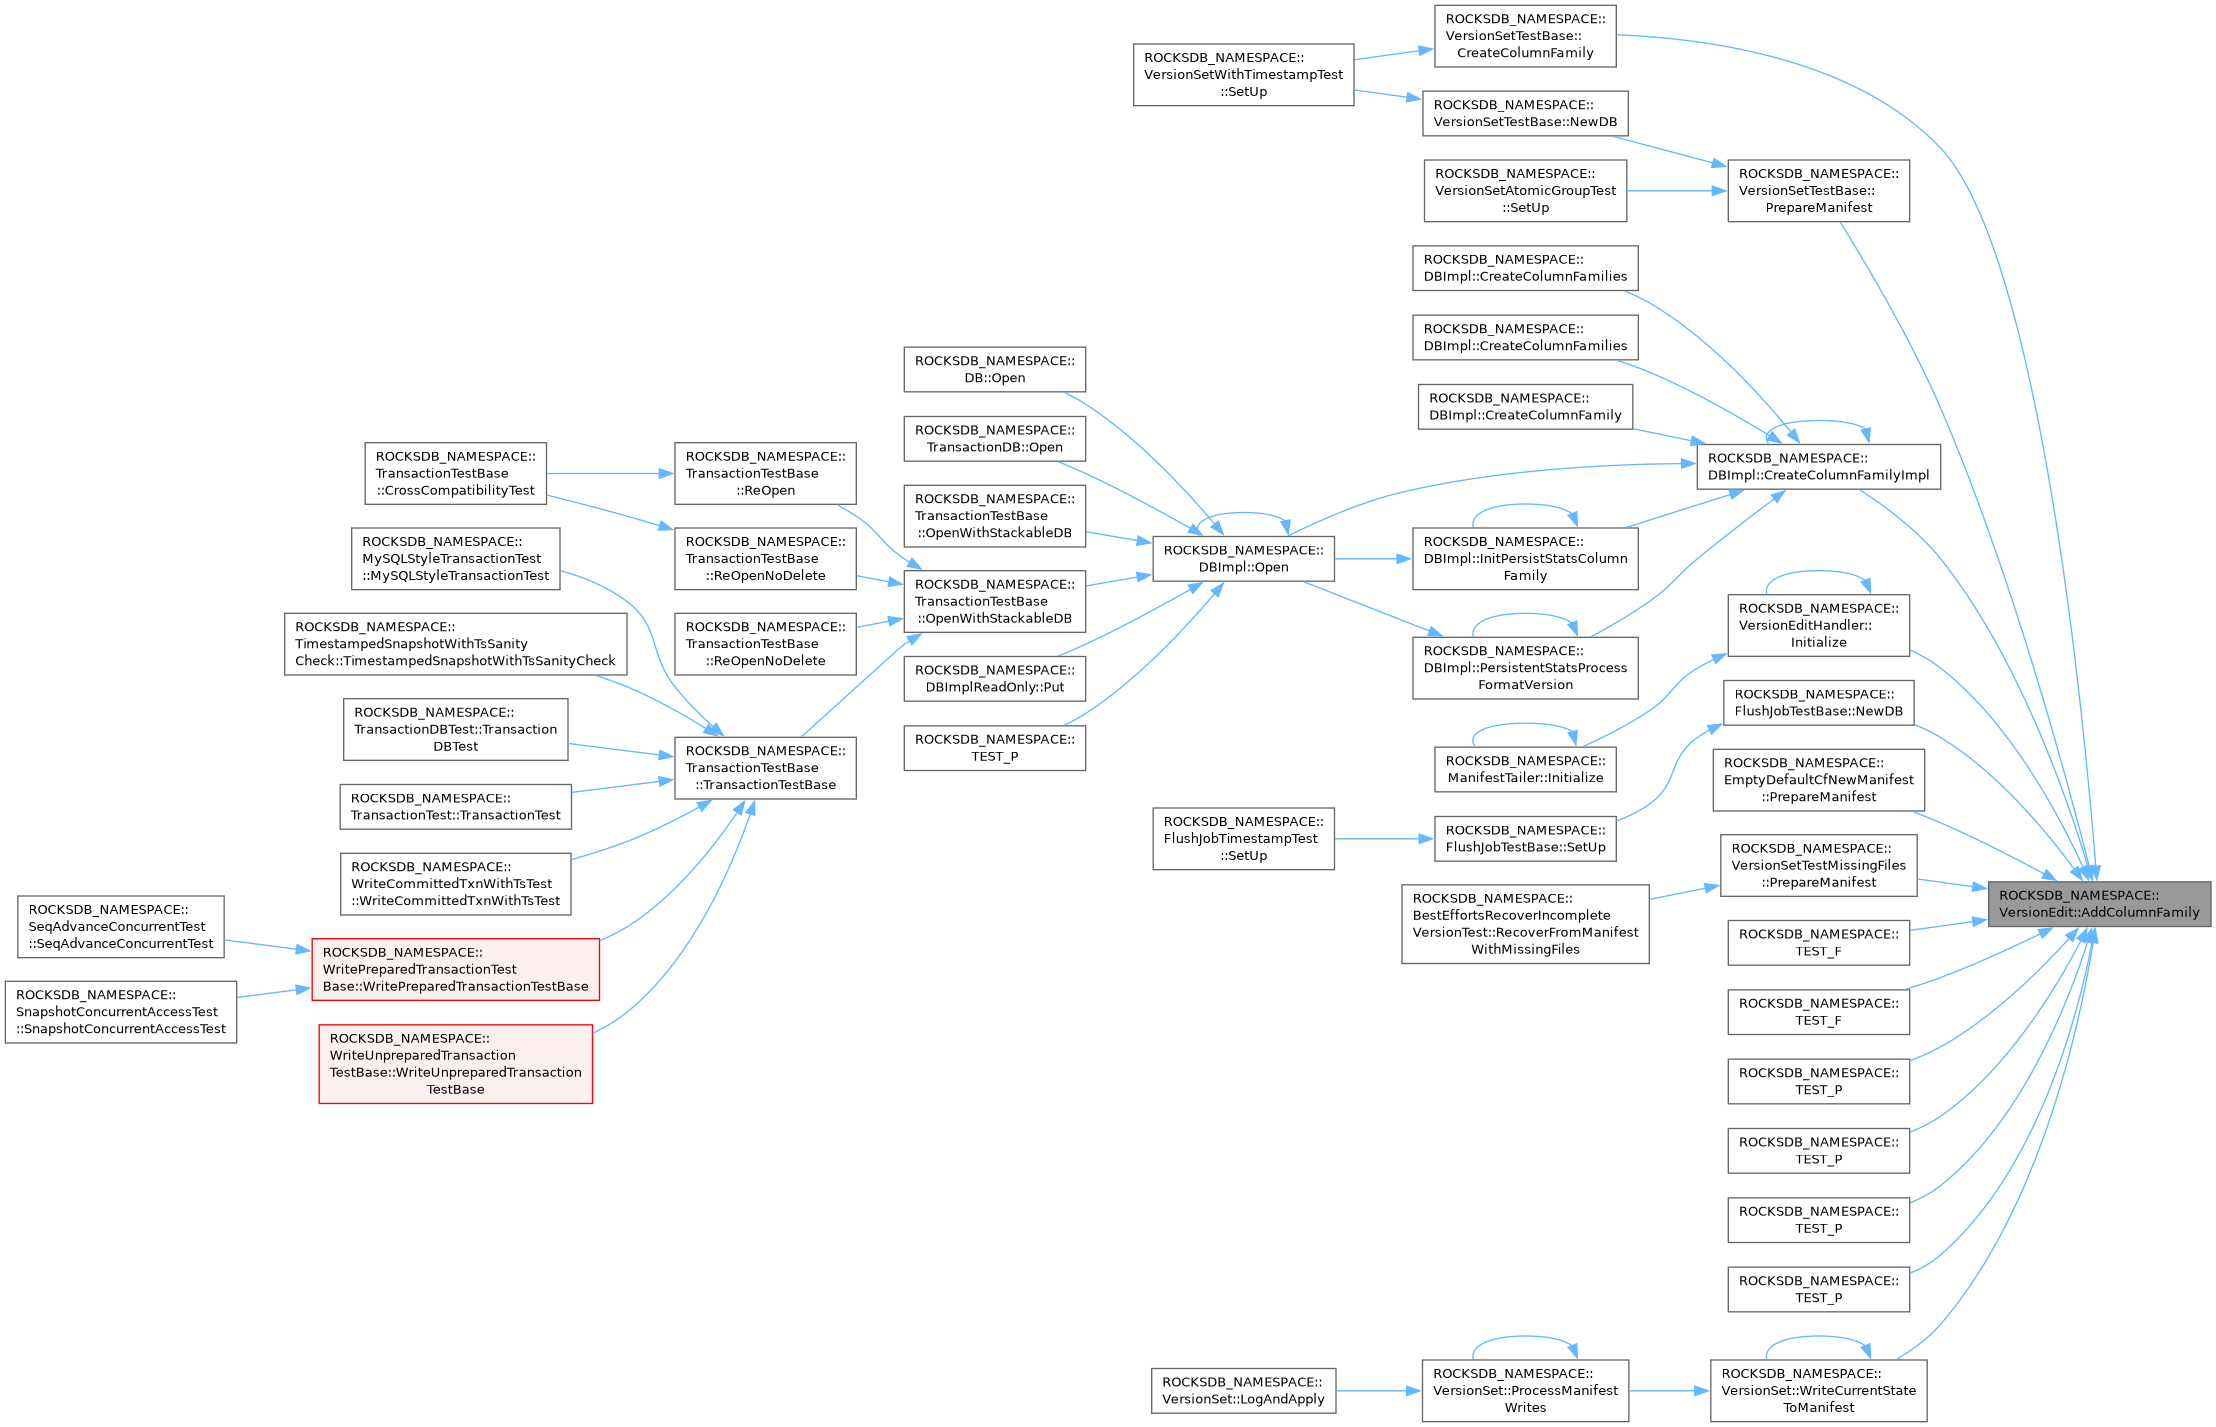 ROCKSDB_NAMESPACE::
VersionSetTestBase::
CreateColumnFamily
ROCKSDB_NAMESPACE::
VersionSetWithTimestampTest
::SetUp
ROCKSDB_NAMESPACE::
VersionSetTestBase::NewDB
ROCKSDB_NAMESPACE::
VersionSetAtomicGroupTest
::SetUp
ROCKSDB_NAMESPACE::
VersionSetTestBase::
PrepareManifest
ROCKSDB_NAMESPACE::
DBImpl::CreateColumnFamilies
ROCKSDB_NAMESPACE::
DBImpl::CreateColumnFamilies
ROCKSDB_NAMESPACE::
DBImpl::CreateColumnFamily
ROCKSDB_NAMESPACE::
DBImpl::CreateColumnFamilyImpl
ROCKSDB_NAMESPACE::
DB::Open
ROCKSDB_NAMESPACE::
TransactionDB::Open
ROCKSDB_NAMESPACE::
TransactionTestBase
::OpenWithStackableDB
ROCKSDB_NAMESPACE::
TransactionTestBase
::OpenWithStackableDB
ROCKSDB_NAMESPACE::
DBImplReadOnly::Put
ROCKSDB_NAMESPACE::
TEST_P
ROCKSDB_NAMESPACE::
DBImpl::Open
ROCKSDB_NAMESPACE::
DBImpl::InitPersistStatsColumn
Family
ROCKSDB_NAMESPACE::
DBImpl::PersistentStatsProcess
FormatVersion
ROCKSDB_NAMESPACE::
VersionEditHandler::
Initialize
ROCKSDB_NAMESPACE::
ManifestTailer::Initialize
ROCKSDB_NAMESPACE::
FlushJobTestBase::NewDB
ROCKSDB_NAMESPACE::
FlushJobTestBase::SetUp
ROCKSDB_NAMESPACE::
FlushJobTimestampTest
::SetUp
ROCKSDB_NAMESPACE::
EmptyDefaultCfNewManifest
::PrepareManifest
ROCKSDB_NAMESPACE::
VersionSetTestMissingFiles
::PrepareManifest
ROCKSDB_NAMESPACE::
BestEffortsRecoverIncomplete
VersionTest::RecoverFromManifest
WithMissingFiles
ROCKSDB_NAMESPACE::
VersionEdit::AddColumnFamily
ROCKSDB_NAMESPACE::
TransactionTestBase
::CrossCompatibilityTest
ROCKSDB_NAMESPACE::
TransactionTestBase
::ReOpen
ROCKSDB_NAMESPACE::
TransactionTestBase
::ReOpenNoDelete
ROCKSDB_NAMESPACE::
TransactionTestBase
::ReOpenNoDelete
ROCKSDB_NAMESPACE::
TransactionTestBase
::TransactionTestBase
ROCKSDB_NAMESPACE::
MySQLStyleTransactionTest
::MySQLStyleTransactionTest
ROCKSDB_NAMESPACE::
TimestampedSnapshotWithTsSanity
Check::TimestampedSnapshotWithTsSanityCheck
ROCKSDB_NAMESPACE::
TransactionDBTest::Transaction
DBTest
ROCKSDB_NAMESPACE::
TransactionTest::TransactionTest
ROCKSDB_NAMESPACE::
WriteCommittedTxnWithTsTest
::WriteCommittedTxnWithTsTest
ROCKSDB_NAMESPACE::
WritePreparedTransactionTest
Base::WritePreparedTransactionTestBase
ROCKSDB_NAMESPACE::
SeqAdvanceConcurrentTest
::SeqAdvanceConcurrentTest
ROCKSDB_NAMESPACE::
SnapshotConcurrentAccessTest
::SnapshotConcurrentAccessTest
ROCKSDB_NAMESPACE::
WriteUnpreparedTransaction
TestBase::WriteUnpreparedTransaction
TestBase
ROCKSDB_NAMESPACE::
TEST_F
ROCKSDB_NAMESPACE::
TEST_F
ROCKSDB_NAMESPACE::
TEST_P
ROCKSDB_NAMESPACE::
TEST_P
ROCKSDB_NAMESPACE::
TEST_P
ROCKSDB_NAMESPACE::
TEST_P
ROCKSDB_NAMESPACE::
VersionSet::LogAndApply
ROCKSDB_NAMESPACE::
VersionSet::ProcessManifest
Writes
ROCKSDB_NAMESPACE::
VersionSet::WriteCurrentState
ToManifest